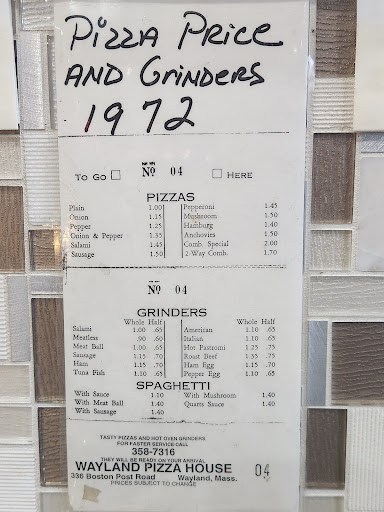 Pizza Price
AND Grinders
1972
To Go Nº 04 Here
PIZZAS
Plain 1.00 Pepperoni 1.45
Onion 1.15 Mushroom 1.50
Pepper 1.25 Hamburg 1.40
Onion & Pepper 1.35 Anchovies 1.50
Salami 1.45 Comb. Special 2.00
Sausage 1.50 2-Way Comb. 1.70
Nº 04
GRINDERS
Whole Half Whole Half
Salami 1.00 .65 American 1.10 .65
Meatless .90 .60 Italian 1.10 .65
Meat Ball 1.00 .65 Hot Pastromi 1.25 .75
Sausage 1.15 .70 Roast Beef 1.35 .75
Ham 1.15 .70 Ham Egg 1.15 .70
Tuna Fish 1.10 .65 Pepper Egg 1.10 .65
SPAGHETTI
With Sauce 1.10 With Mushroom 1.40
With Meat Ball 1.40 Quarts Sauce 1.40
With Sausage 1.40
TASTY PIZZAS AND HOT OVEN GRINDERS
FOR FASTER SERVICE CALL
358-7316
THEY WILL BE READY ON YOUR ARRIVAL
WAYLAND PIZZA HOUSE 04
336 Boston Post Road Wayland, Mass.
PRICES SUBJECT TO CHANGE